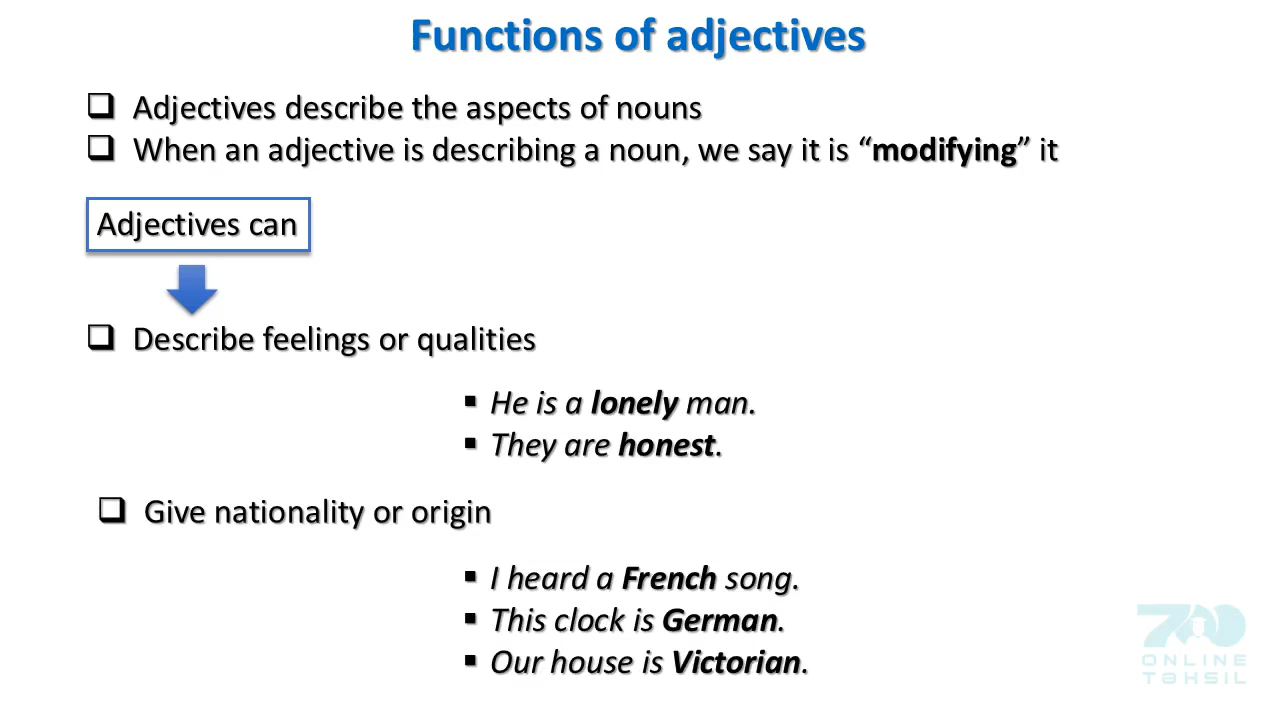 Functions of adjectives
Adjectives describe the aspects of nouns
When an adjective is describing a noun, we say it is “modifying” it
Adjectives can
Describe feelings or qualities
He is a lonely man.
They are honest.
Give nationality or origin
I heard a French song.
This clock is German.
Our house is Victorian.
700
ONLINE
TƏHSIL